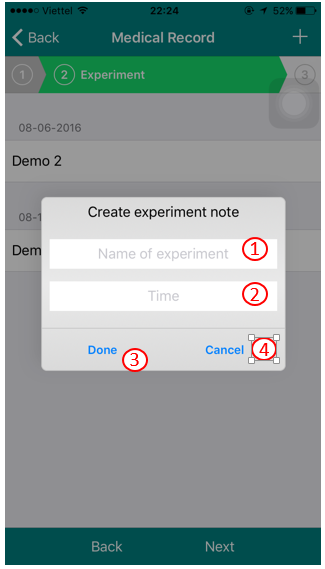 Viettel 22:24 52%
Back Medical Record +
1 2 Experiment 3
08-06-2016
Demo 2
08-1
Dem
Create experiment note
Name of experiment 1
Time 2
Done 3 Cancel 4
Back Next